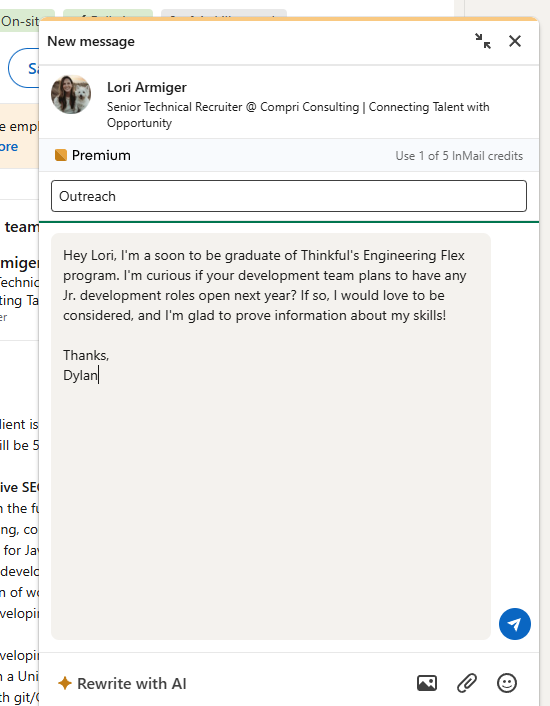 On-sit
New message
Lori Armiger
Senior Technical Recruiter @ Compri Consulting | Connecting Talent with
Opportunity
e empl
ore
Premium
Use 1 of 5 InMail credits
Outreach
team
Hey Lori, I'm a soon to be graduate of Thinkful's Engineering Flex
program. I'm curious if your development team plans to have any
Jr. development roles open next year? If so, I would love to be
considered, and I'm glad to prove information about my skills!
Thanks,
Dylan
miger
Technic
ting Ta
er
lient is
ill be 5
ive SEC
n the fu
ng, co
for Jav
develo
n of wo
velopin
velopin
n a Uni
th git/G
Rewrite with AI